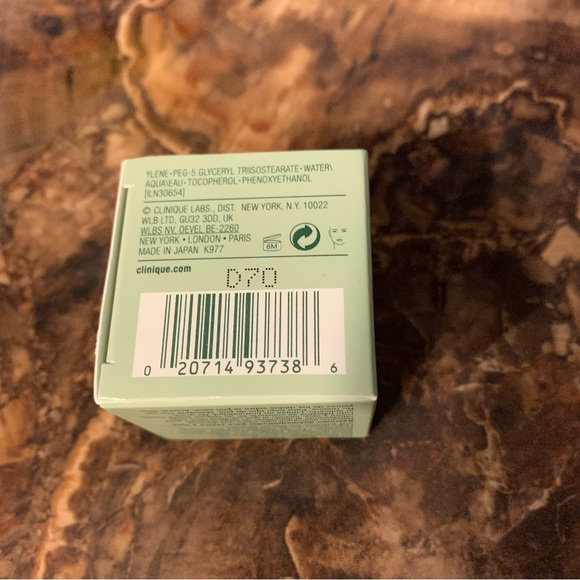 YLENE•PEG-5 GLYCERYL TRIISOSTEARATE•WATER\
AQUA\EAU•TOCOPHEROL•PHENOXYETHANOL
[ILN30654]
© CLINIQUE LABS., DIST. NEW YORK, N.Y. 10022
WLB LTD, GU32 3DD, UK
WLBS NV. OEVEL BE-2260
NEW YORK • LONDON • PARIS
MADE IN JAPAN K977
6M
clinique.com
D70
0 20714 93738 6